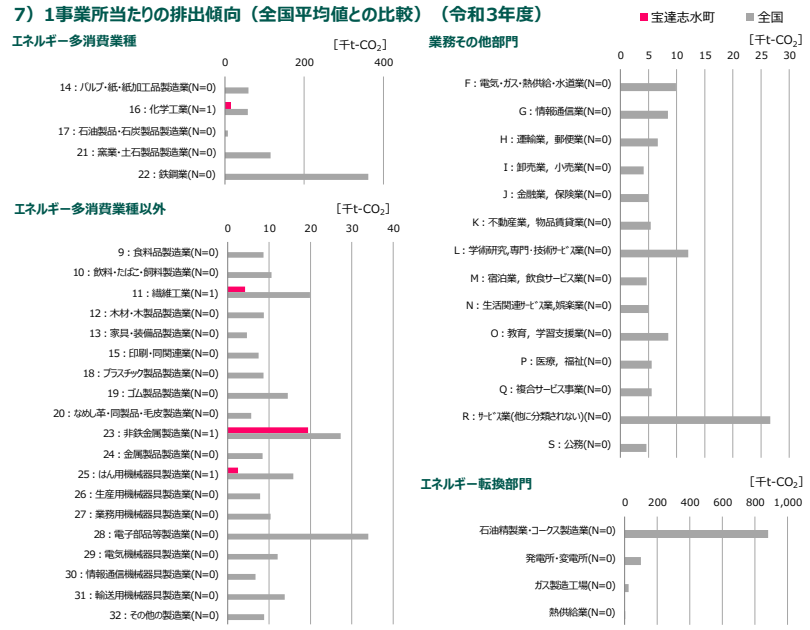 7）1事業所当たりの排出傾向（全国平均値との比較）（令和3年度）
■宝達志水町 ■全国
エネルギー多消費業種
[千t-CO2]
0 400
14：パルプ・紙・紙加工品製造業(N=0)
16：化学工業(N=1)
17：石油製品・石炭製品製造業(N=0)
21：窯業・土石製品製造業(N=0)
22：鉄鋼業(N=0)
エネルギー多消費業種以外
[千t-CO2]
0 10 20 30 40
9：食料品製造業(N=0)
10：飲料・たばこ・飼料製造業(N=0)
11：繊維工業(N=1)
12：木材・木製品製造業(N=0)
13：家具・装備品製造業(N=0)
15：印刷・同関連業(N=0)
18：プラスチック製品製造業(N=0)
19：ゴム製品製造業(N=0)
20：なめし革・同製品・毛皮製造業(N=0)
23：非鉄金属製造業(N=1)
24：金属製品製造業(N=0)
25：はん用機械器具製造業(N=1)
26：生産用機械器具製造業(N=0)
27：業務用機械器具製造業(N=0)
28：電子部品等製造業(N=0)
29：電気機械器具製造業(N=0)
30：情報通信機械器具製造業(N=0)
31：輸送用機械器具製造業(N=0)
32：その他の製造業(N=0)
業務その他部門
[千t-CO2]
0 5 10 15 20 25 30
F：電気・ガス・熱供給・水道業(N=0)
G：情報通信業(N=0)
H：運輸業，郵便業(N=0)
I：卸売業，小売業(N=0)
J：金融業，保険業(N=0)
K：不動産業，物品賃貸業(N=0)
L：学術研究,専門・技術サービス業(N=0)
M：宿泊業，飲食サービス業(N=0)
N：生活関連サービス業,娯楽業(N=0)
O：教育，学習支援業(N=0)
P：医療，福祉(N=0)
Q：複合サービス事業(N=0)
R：サービス業(他に分類されない)(N=0)
S：公務(N=0)
エネルギー転換部門
[千t-CO2]
0 200 400 600 800 1,000
石油精製業・コークス製造業(N=0)
発電所・変電所(N=0)
ガス製造工場(N=0)
熱供給業(N=0)